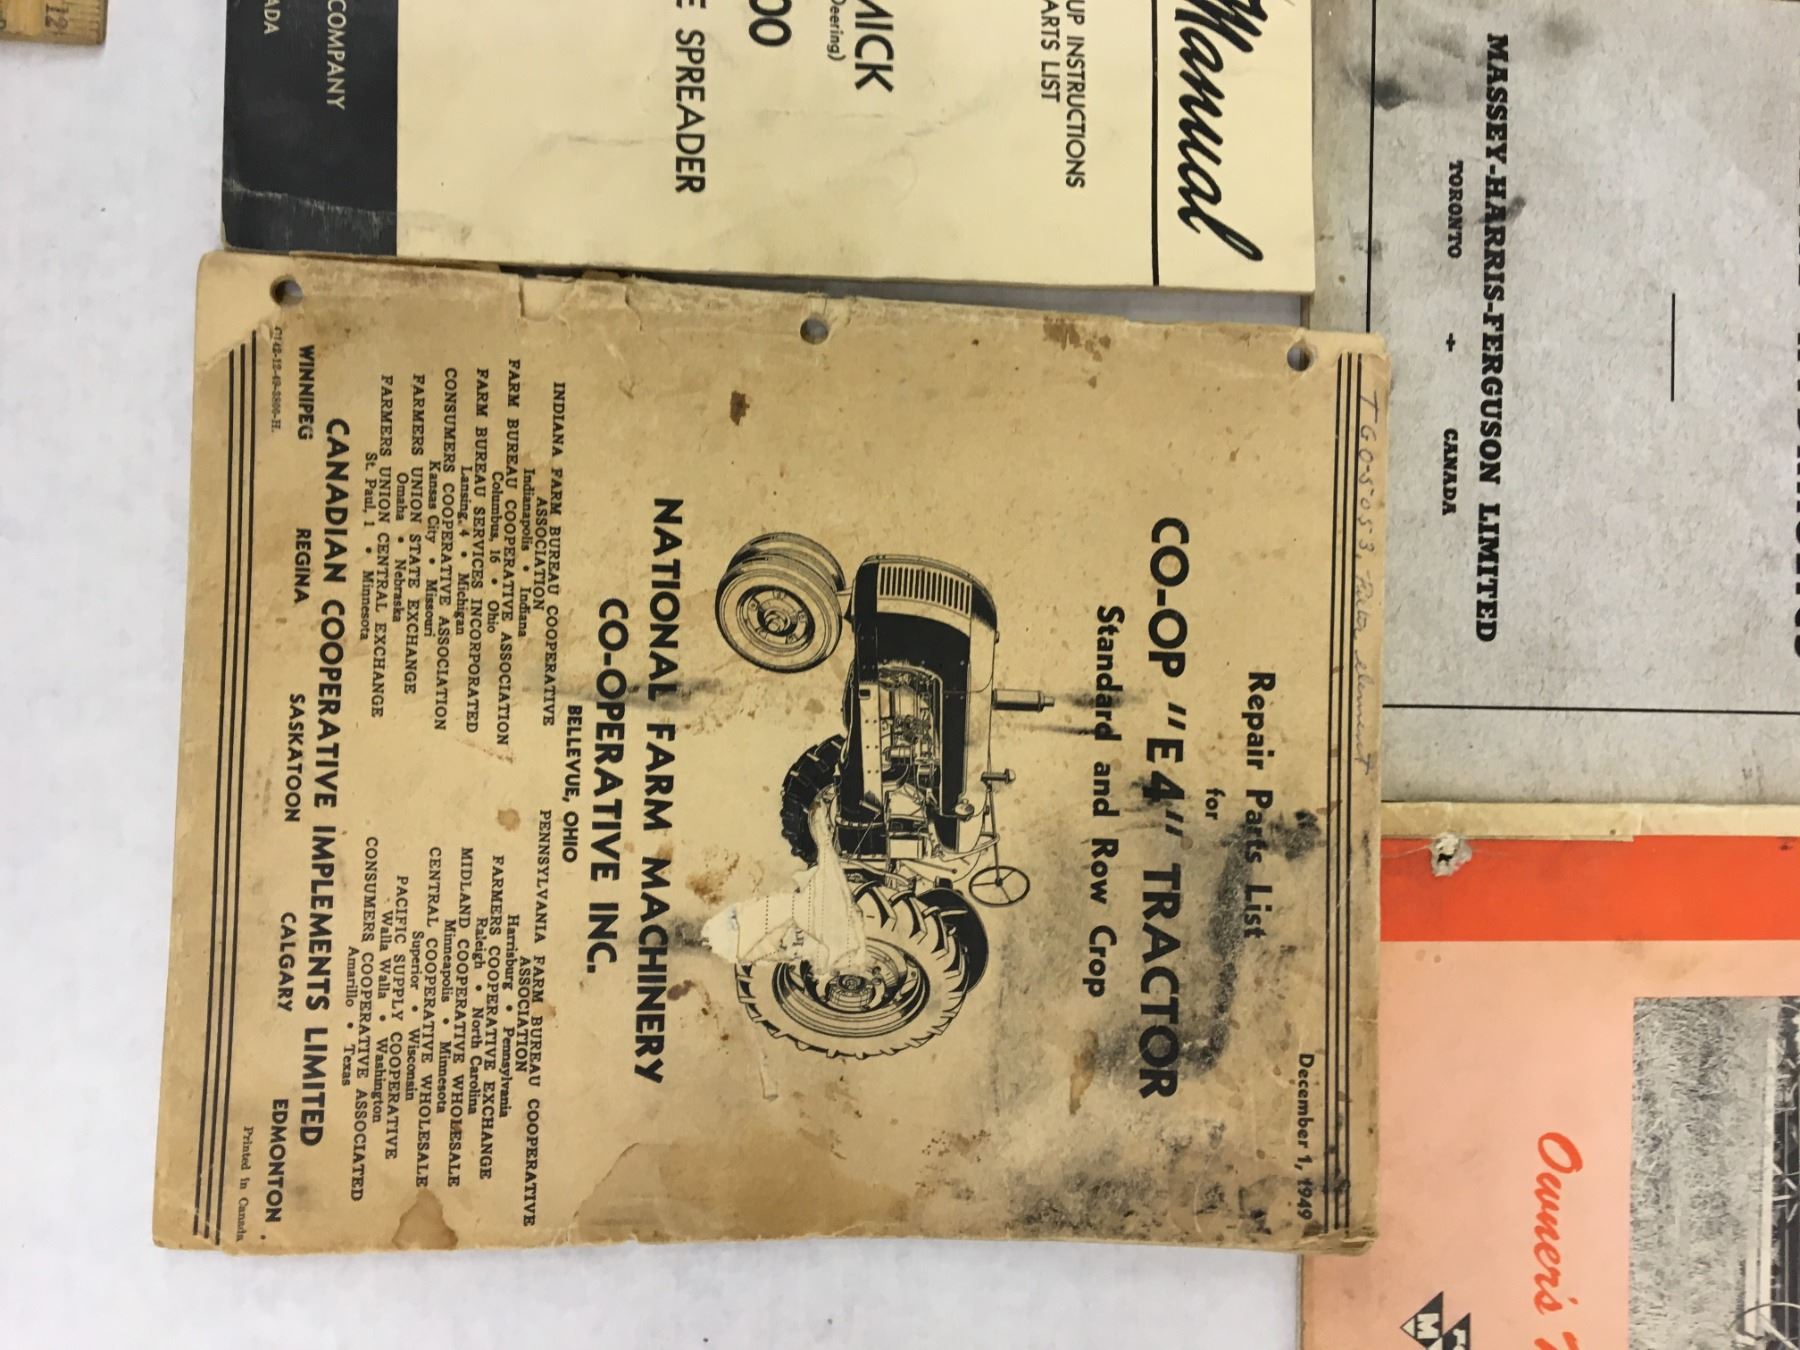 TGO-5053,
December 1, 1949
Repair Parts List
for
CO-OP "E4" TRACTOR
Standard and Row Crop
NATIONAL FARM MACHINERY
CO-OPERATIVE INC.
BELLEVUE, OHIO
INDIANA FARM BUREAU COOPERATIVE
ASSOCIATION
Indianapolis • Indiana
FARM BUREAU COOPERATIVE ASSOCIATION
Columbus, 16 • Ohio
FARM BUREAU SERVICES INCORPORATED
Lansing, 4 • Michigan
CONSUMERS COOPERATIVE ASSOCIATION
Kansas City • Missouri
FARMERS UNION STATE EXCHANGE
Omaha • Nebraska
FARMERS UNION CENTRAL EXCHANGE
St. Paul, 1 • Minnesota
PENNSYLVANIA FARM BUREAU COOPERATIVE
ASSOCIATION
Harrisburg • Pennsylvania
FARMERS COOPERATIVE EXCHANGE
Raleigh • North Carolina
MIDLAND COOPERATIVE WHOLESALE
Minneapolis • Minnesota
CENTRAL COOPERATIVE WHOLESALE
Superior • Wisconsin
PACIFIC SUPPLY COOPERATIVE
Walla Walla • Washington
CONSUMERS COOPERATIVE ASSOCIATED
Amarillo • Texas
CANADIAN COOPERATIVE IMPLEMENTS LIMITED
WINNIPEG REGINA SASKATOON CALGARY EDMONTON
Printed in Canada
Manual
UP INSTRUCTIONS
ARTS LIST
MICK
Deering)
00
E SPREADER
COMPANY
ADA
MASSEY-HARRIS-FERGUSON LIMITED
TORONTO + CANADA
Owner's
M
12